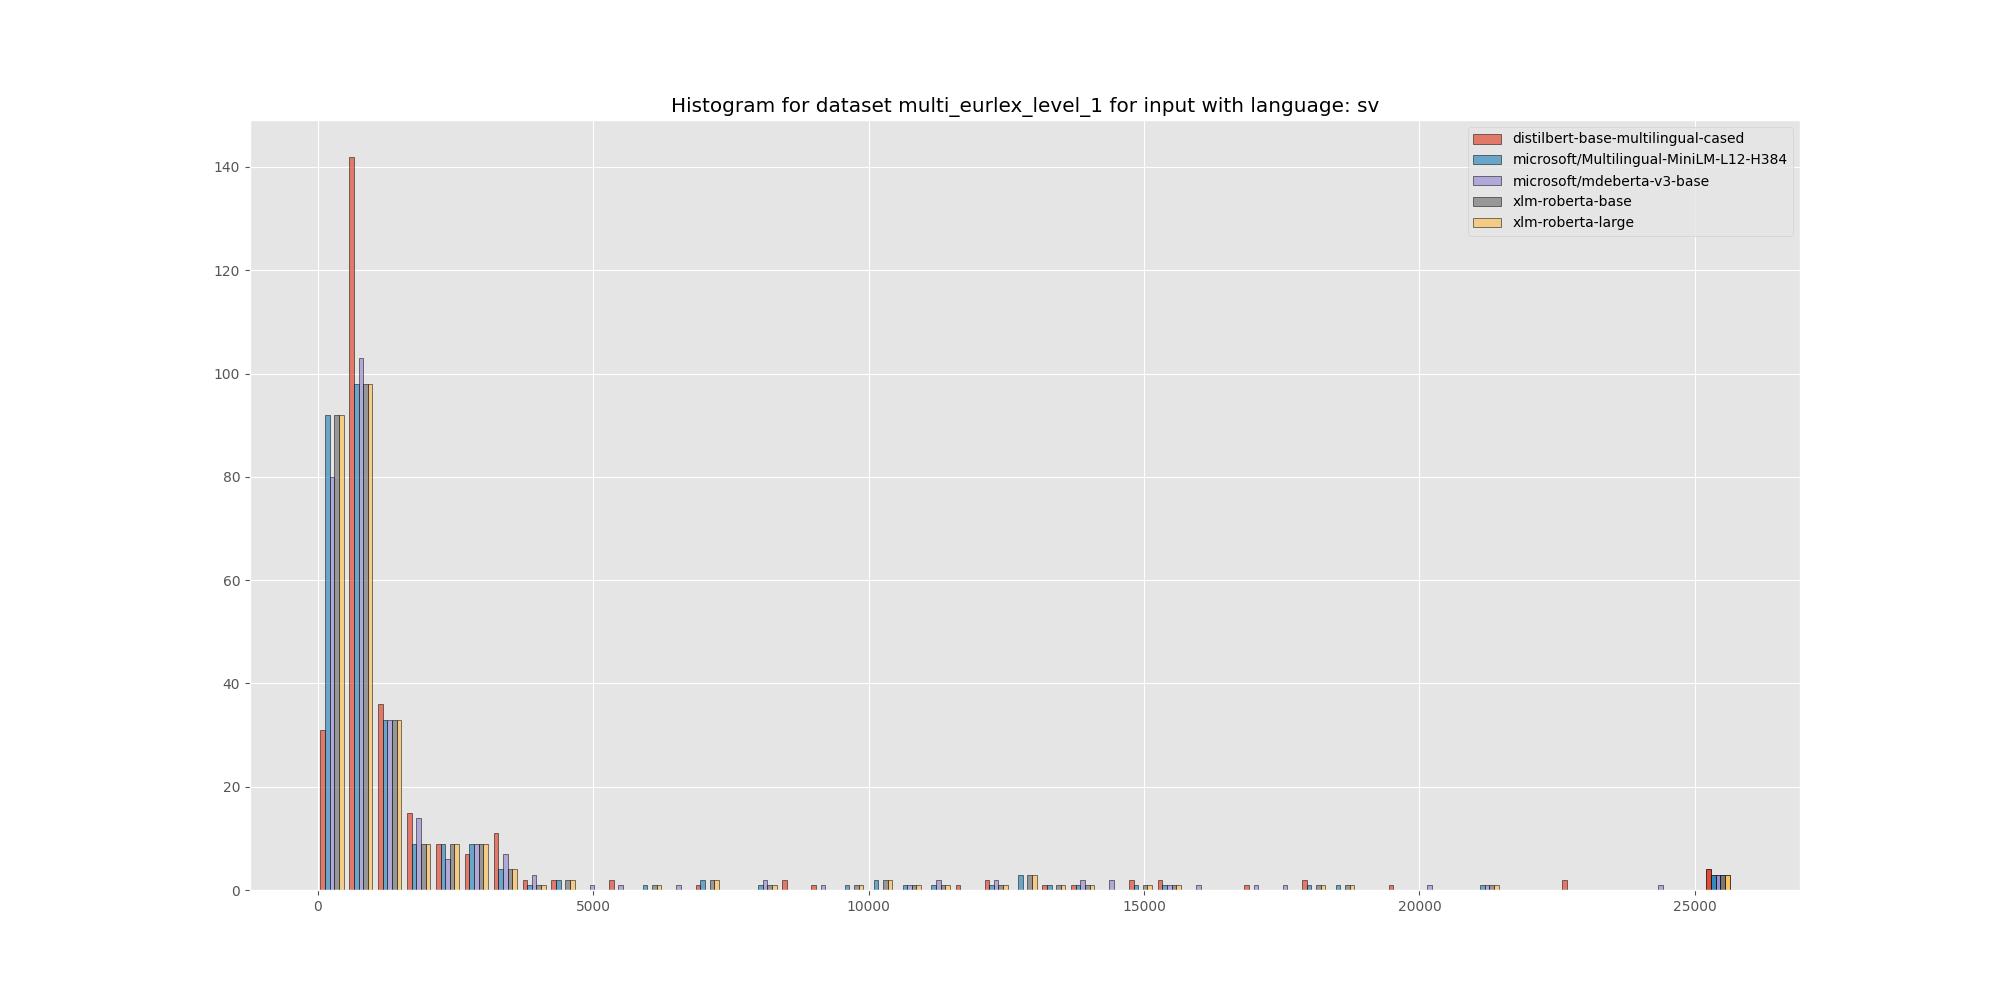 Histogram for dataset multi_eurlex_level_1 for input with language: sv
distilbert-base-multilingual-cased
microsoft/Multilingual-MiniLM-L12-H384
microsoft/mdeberta-v3-base
xlm-roberta-base
xlm-roberta-large
140
120
100
80
60
40
20
0
0 5000 10000 15000 20000 25000